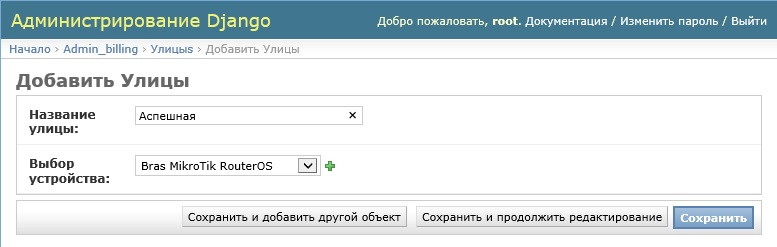 Администрирование Django
Добро пожаловать, root. Документация / Изменить пароль / Выйти
Начало › Admin_billing › Улицыs › Добавить Улицы
Добавить Улицы
Название
улицы:
Аспешная
Выбор
устройства:
Bras MikroTik RouterOS
Сохранить и добавить другой объект
Сохранить и продолжить редактирование
Сохранить